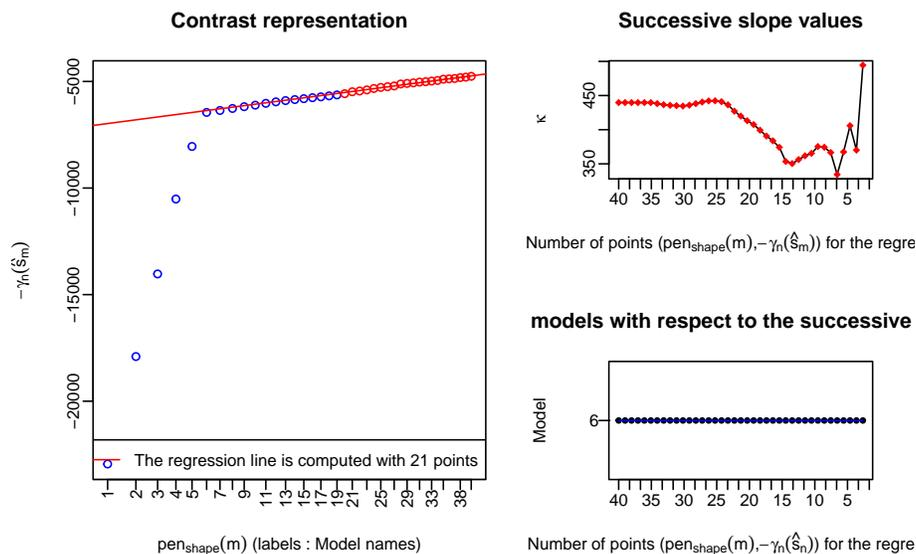 Contrast representation
−γn(ŝm)
−5000
−10000
−15000
−20000
The regression line is computed with 21 points
1 2 3 4 5 7 9 11 13 15 17 19 21 25 29 33 38
penshape(m) (labels : Model names)
Successive slope values
κ
450
350
40 35 30 25 20 15 10 5
Number of points (penshape(m),−γn(ŝm)) for the regre
models with respect to the successive
Model
6
40 35 30 25 20 15 10 5
Number of points (penshape(m),−γn(ŝn)) for the regre